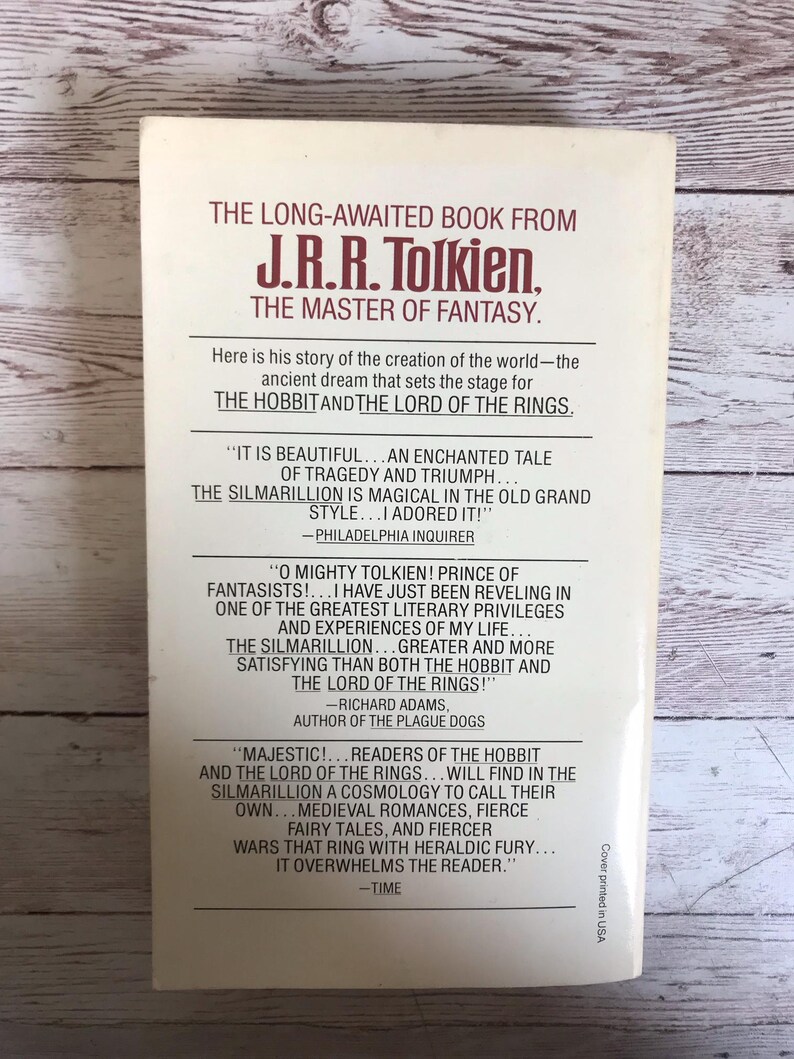 THE LONG-AWAITED BOOK FROM
J.R.R. Tolkien,
THE MASTER OF FANTASY.
Here is his story of the creation of the world—the
ancient dream that sets the stage for
THE HOBBIT AND THE LORD OF THE RINGS.
"IT IS BEAUTIFUL...AN ENCHANTED TALE
OF TRAGEDY AND TRIUMPH...
THE SILMARILLION IS MAGICAL IN THE OLD GRAND
STYLE...I ADORED IT!"
—PHILADELPHIA INQUIRER
"O MIGHTY TOLKIEN! PRINCE OF
FANTASISTS!...I HAVE JUST BEEN REVELING IN
ONE OF THE GREATEST LITERARY PRIVILEGES
AND EXPERIENCES OF MY LIFE...
THE SILMARILLION...GREATER AND MORE
SATISFYING THAN BOTH THE HOBBIT AND
THE LORD OF THE RINGS!"
—RICHARD ADAMS,
AUTHOR OF THE PLAGUE DOGS
"MAJESTIC!...READERS OF THE HOBBIT
AND THE LORD OF THE RINGS...WILL FIND IN THE
SILMARILLION A COSMOLOGY TO CALL THEIR
OWN...MEDIEVAL ROMANCES, FIERCE
FAIRY TALES, AND FIERCER
WARS THAT RING WITH HERALDIC FURY...
IT OVERWHELMS THE READER."
—TIME
Cover printed in USA